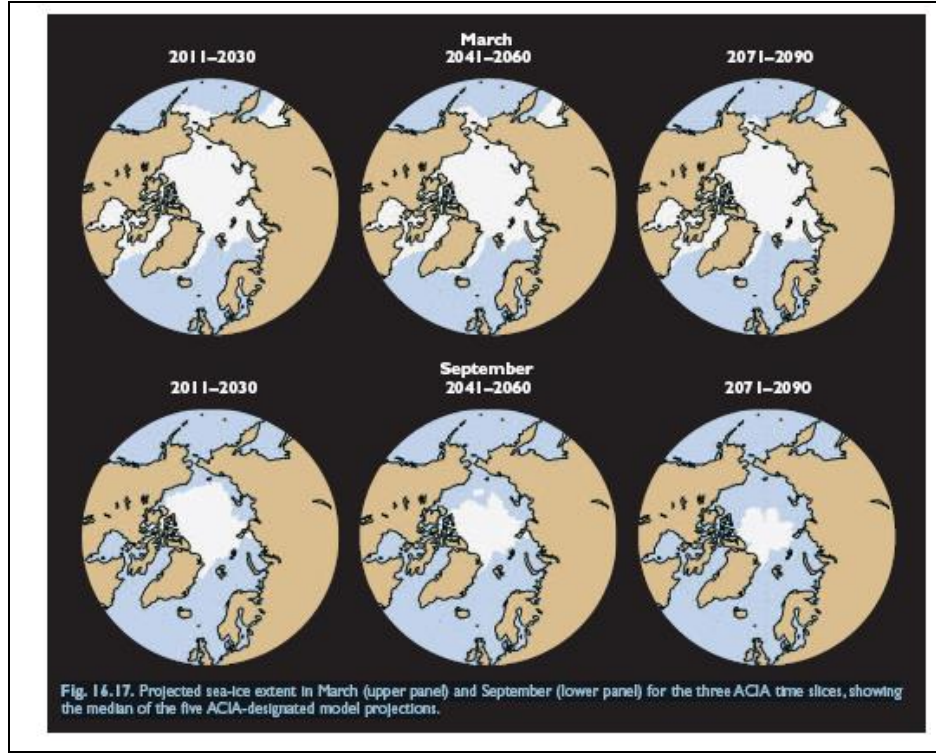 March
2011–2030 2041–2060 2071–2090
September
2011–2030 2041–2060 2071–2090
Fig. 16.17. Projected sea-ice extent in March (upper panel) and September (lower panel) for the three ACIA time slices, showing
the median of the five ACIA-designated model projections.